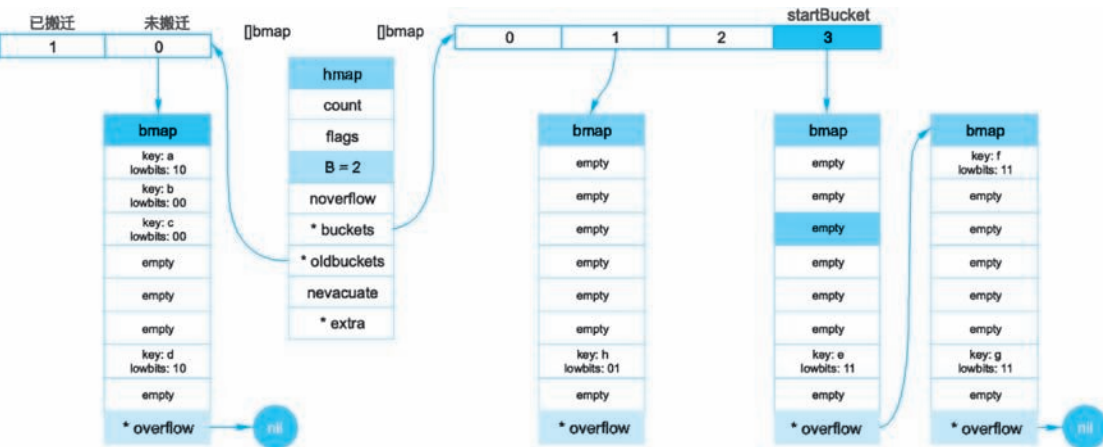 已搬迁
未搬迁
1
0
[]bmap
[]bmap
startBucket
0
1
2
3
hmap
count
flags
B = 2
noverflow
* buckets
* oldbuckets
nevacuate
* extra
bmap
key: a
lowbits: 10
key: b
lowbits: 00
key: c
lowbits: 00
empty
empty
empty
key: d
lowbits: 10
empty
* overflow
nil
bmap
empty
empty
empty
empty
empty
empty
key: h
lowbits: 01
empty
* overflow
bmap
empty
empty
empty
empty
empty
empty
key: e
lowbits: 11
empty
* overflow
bmap
key: f
lowbits: 11
empty
empty
empty
empty
empty
key: g
lowbits: 11
empty
* overflow
nil